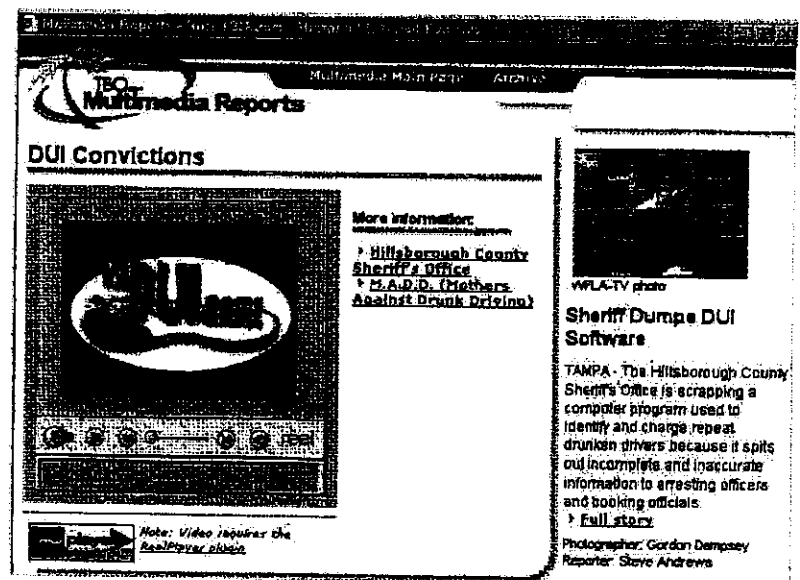 Multimedia Main Page Archive
TBO
Multimedia Reports
DUI Convictions
More information:
Hillsborough County
Sheriff's Office
M.A.D.D. (Mothers
Against Drunk Driving)
DUI
real
Note: Video requires the
RealPlayer plugin
WFLA-TV photo
Sheriff Dumps DUI
Software
TAMPA - The Hillsborough County
Sheriff's Office is scrapping a
computer program used to
identify and charge repeat
drunken drivers because it spits
out incomplete and inaccurate
information to arresting officers
and booking officials.
Full story
Photographer: Gordon Dempsey
Reporter: Steve Andrews